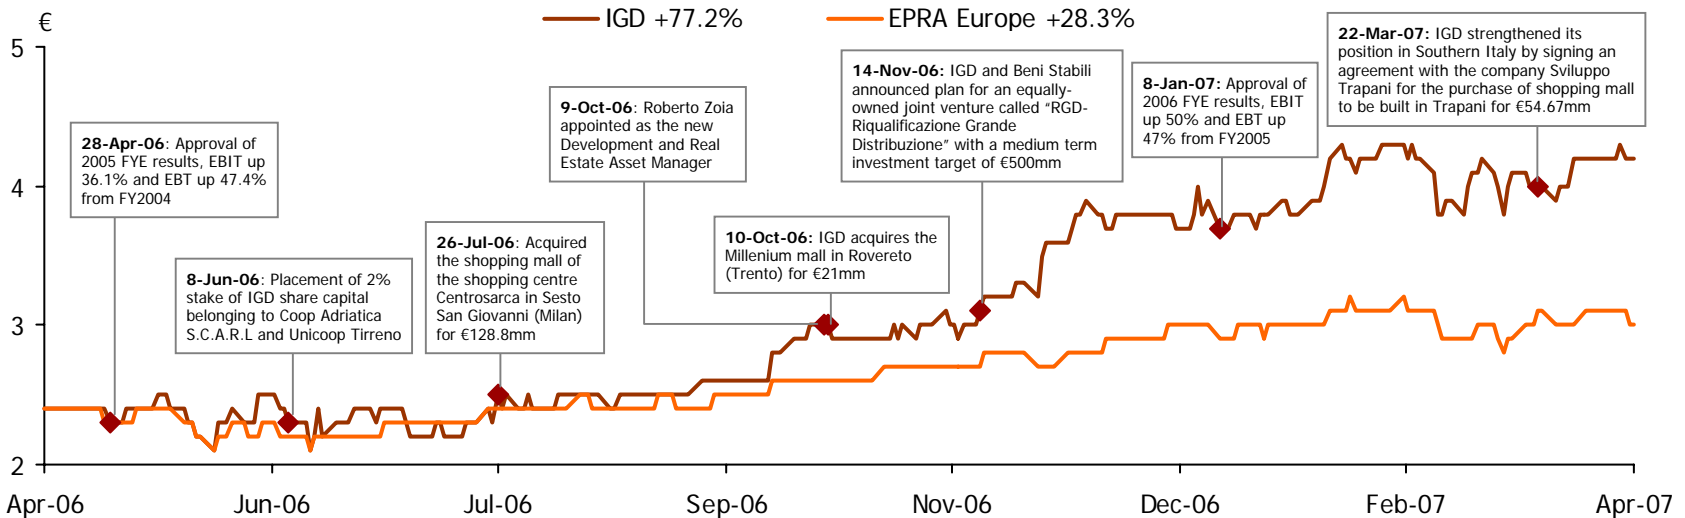 €
IGD +77.2%
EPRA Europe +28.3%
5
4
3
2
28-Apr-06: Approval of
2005 FYE results, EBIT up
36.1% and EBT up 47.4%
from FY2004
8-Jun-06: Placement of 2%
stake of IGD share capital
belonging to Coop Adriatica
S.C.A.R.L and Unicoop Tirreno
26-Jul-06: Acquired
the shopping mall of
the shopping centre
Centrosarca in Sesto
San Giovanni (Milan)
for €128.8mm
9-Oct-06: Roberto Zoia
appointed as the new
Development and Real
Estate Asset Manager
10-Oct-06: IGD acquires the
Millenium mall in Rovereto
(Trento) for €21mm
14-Nov-06: IGD and Beni Stabili
announced plan for an equally-
owned joint venture called "RGD-
Riqualificazione Grande
Distribuzione" with a medium term
investment target of €500mm
8-Jan-07: Approval of
2006 FYE results, EBIT
up 50% and EBT up
47% from FY2005
22-Mar-07: IGD strengthened its
position in Southern Italy by signing an
agreement with the company Sviluppo
Trapani for the purchase of shopping mall
to be built in Trapani for €54.67mm
Apr-06
Jun-06
Jul-06
Sep-06
Nov-06
Dec-06
Feb-07
Apr-07